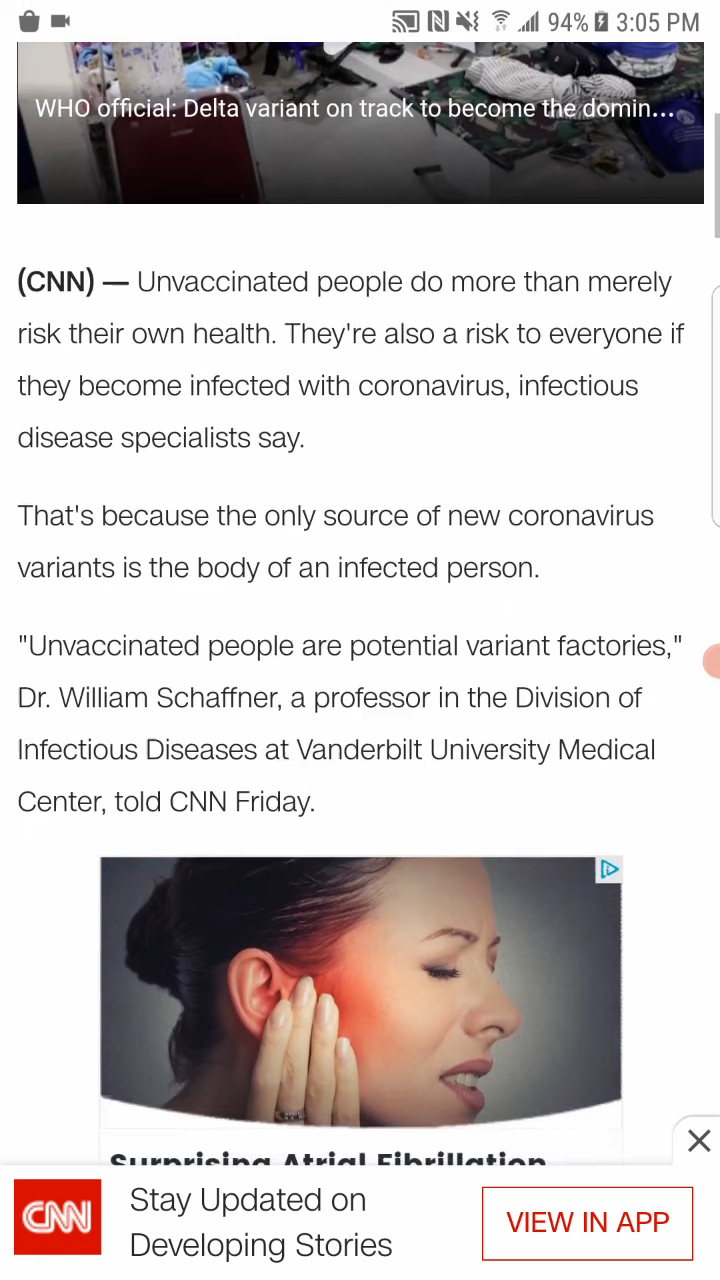 94% 3:05 PM
WHO official: Delta variant on track to become the domin...
(CNN) — Unvaccinated people do more than merely
risk their own health. They're also a risk to everyone if
they become infected with coronavirus, infectious
disease specialists say.
That's because the only source of new coronavirus
variants is the body of an infected person.
"Unvaccinated people are potential variant factories,"
Dr. William Schaffner, a professor in the Division of
Infectious Diseases at Vanderbilt University Medical
Center, told CNN Friday.
Surprising Atrial Fibrillation
CNN
Stay Updated on
Developing Stories
VIEW IN APP